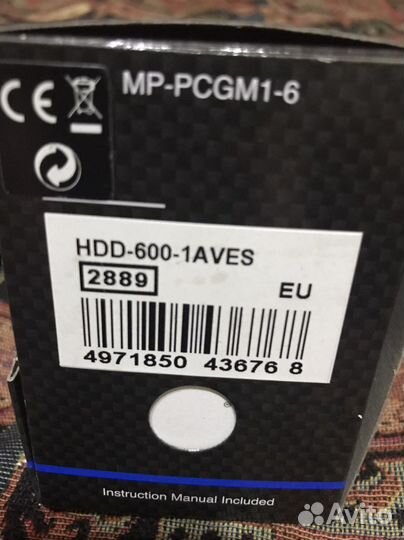 CE
MP-PCGM1-6
HDD-600-1AVES
2889
EU
4971850 43676 8
Instruction Manual Included
Avito